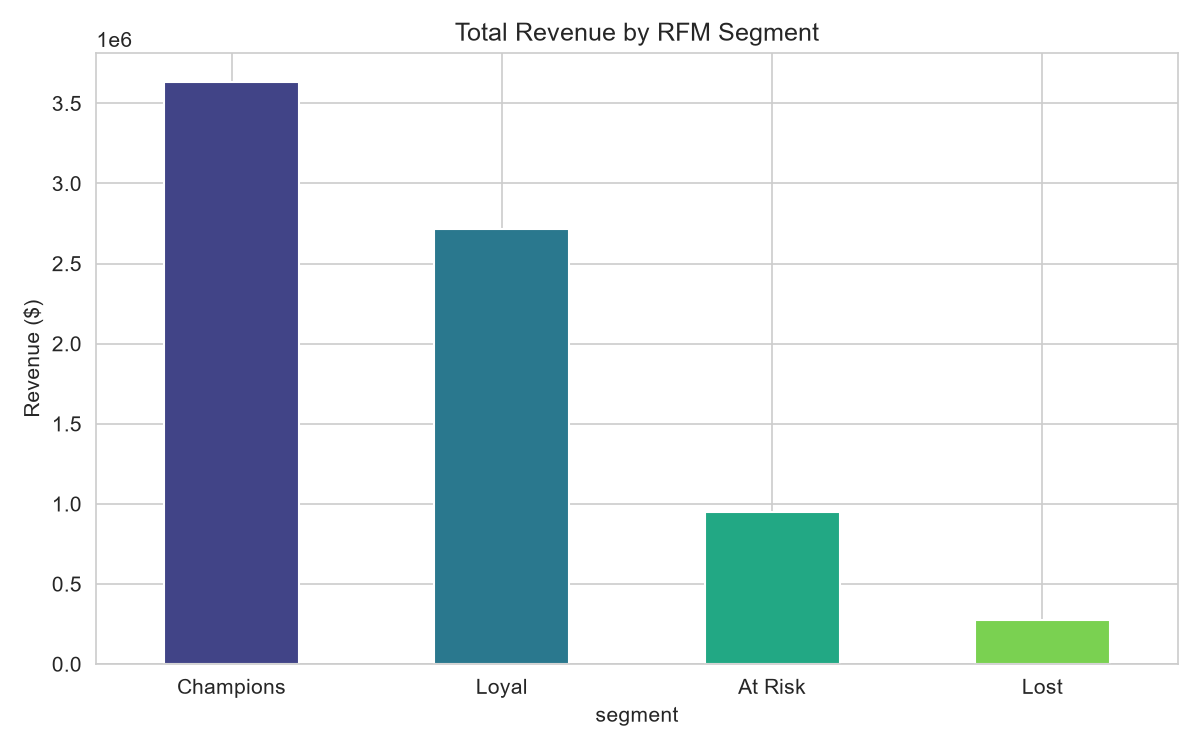 Total Revenue by RFM Segment
1e6
3.5
3.0
2.5
2.0
1.5
1.0
0.5
0.0
Revenue ($)
Champions Loyal At Risk Lost
segment